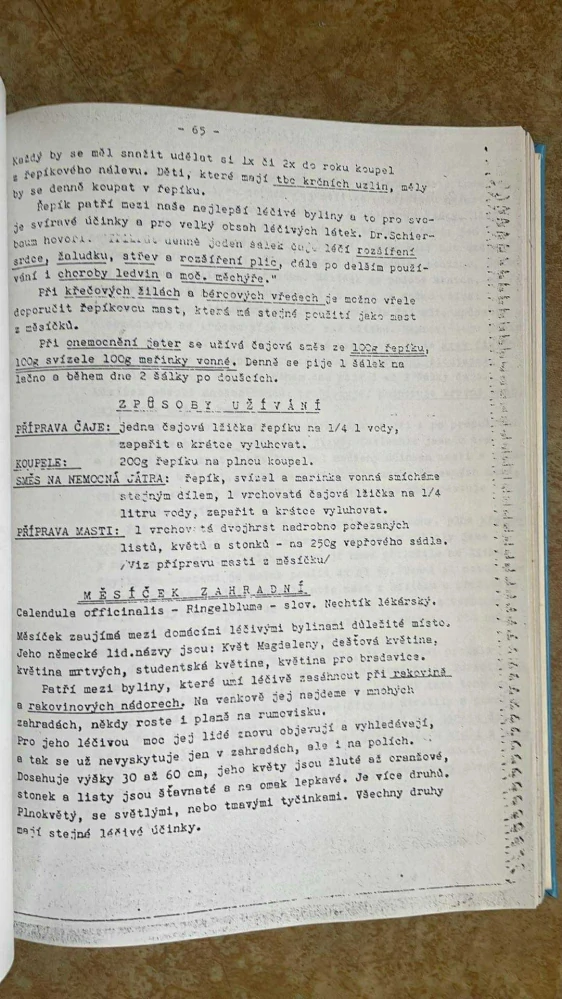 - 65 -
Každý by se měl snažit udělat si 1x či 2x do roku koupel
z řepíkového nálevu. Děti, které mají tbc krčních uzlin, měly
by se denně koupat v řepíku.
Řepík patří mezi naše nejlepší léčivé byliny a to pro svo-
je svíravé účinky a pro velký obsah léčivých látek. Dr.Schier-
baum hovoří: "Třikrát denně jeden šálek čaje léčí rozšíření
srdce, žaludku, střev a rozšíření plic, dále po delším použí-
vání i choroby ledvin a moč. měchýře."
Při křečových žilách a bércových vředech je možno vřele
doporučit řepíkovou mast, která má stejné použití jako mast
z měsíčků.
Při onemocnění jater se užívá čajová směs ze 100g řepíku,
100g svízele 100g mařinky vonné. Denně se pije 1 šálek na
lačno a během dne 2 šálky po doušcích.
ZPŮSOBY UŽÍVÁNÍ
PŘÍPRAVA ČAJE: jedna čajová lžička řepíku na 1/4 l vody,
zapařit a krátce vyluhovat.
KOUPELE: 200g řepíku na plnou koupel.
SMĚS NA NEMOCNÁ JÁTRA: řepík, svízel a marinka vonná smícháme
stejným dílem, 1 vrchovatá čajová lžička na 1/4
litru vody, zapařit a krátce vyluhovat.
PŘÍPRAVA MASTI: 1 vrchovatá dvojhrst nadrobno pořezaných
listů, květů a stonků - na 250g vepřového sádla.
/Viz přípravu masti z měsíčku/
MĚSÍČEK ZAHRADNÍ
Calendula officinalis - Ringelblume - slov. Nechtík lékárský.
Měsíček zaujímá mezi domácími léčivými bylinami důležité místo.
Jeho německé lid.názvy jsou: Květ Magdaleny, dešťová květina,
květina mrtvých, studentská květina, květina pro bradavice.
Patří mezi byliny, které umí léčivě zasáhnout při rakovině
a rakovinových nádorech. Na venkově jej najdeme v mnohých
zahradách, někdy roste i planě na rumovisku.
Pro jeho léčivou moc jej lidé znovu objevují a vyhledávají,
a tak se už nevyskytuje jen v zahradách, ale i na polích.
Dosahuje výšky 30 až 60 cm, jeho květy jsou žluté až oranžové,
stonek a listy jsou šťavnaté a na omak lepkavé. Je více druhů.
Plnokvětý, se světlými, nebo tmavými tyčinkami. Všechny druhy
mají stejné léčivé účinky.